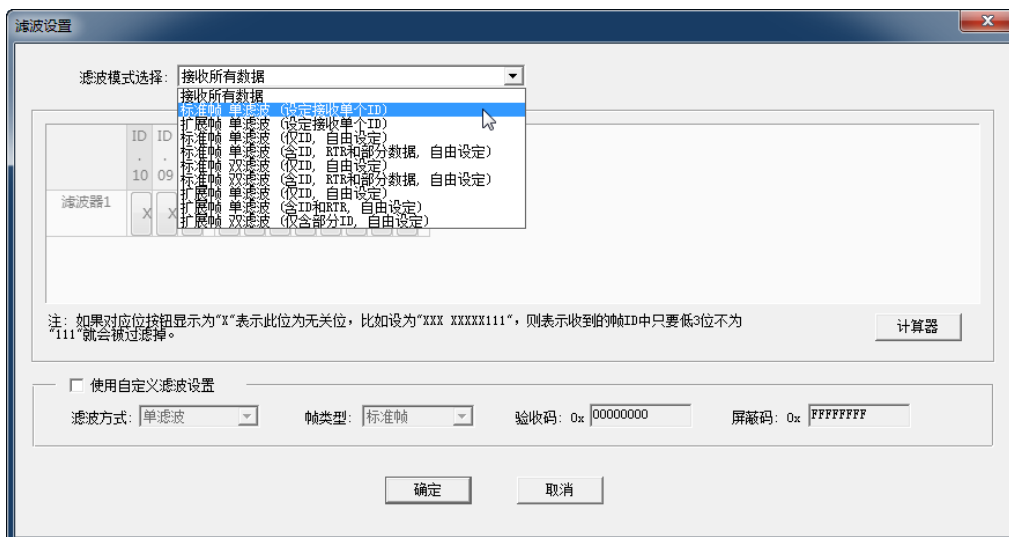 滤波设置
滤波模式选择: 接收所有数据
接收所有数据
标准帧 单滤波 (设定接收单个ID)
扩展帧 单滤波 (设定接收单个ID)
标准帧 单滤波 (仅ID, 自由设定)
标准帧 单滤波 (含ID, RTR和部分数据, 自由设定)
标准帧 双滤波 (仅ID, 自由设定)
标准帧 双滤波 (含ID, RTR和部分数据, 自由设定)
扩展帧 单滤波 (仅ID, 自由设定)
扩展帧 单滤波 (含ID和RTR, 自由设定)
扩展帧 双滤波 (仅含部分ID, 自由设定)
ID ID
. .
10 09
滤波器1 X X
注: 如果对应位按钮显示为"X"表示此位为无关位, 比如设为"XXX XXXXX111", 则表示收到的帧ID中只要低3位不为
"111"就会被过滤掉。
计算器
使用自定义滤波设置
滤波方式: 单滤波 帧类型: 标准帧 验收码: 0x 00000000 屏蔽码: 0x FFFFFFFF
确定 取消